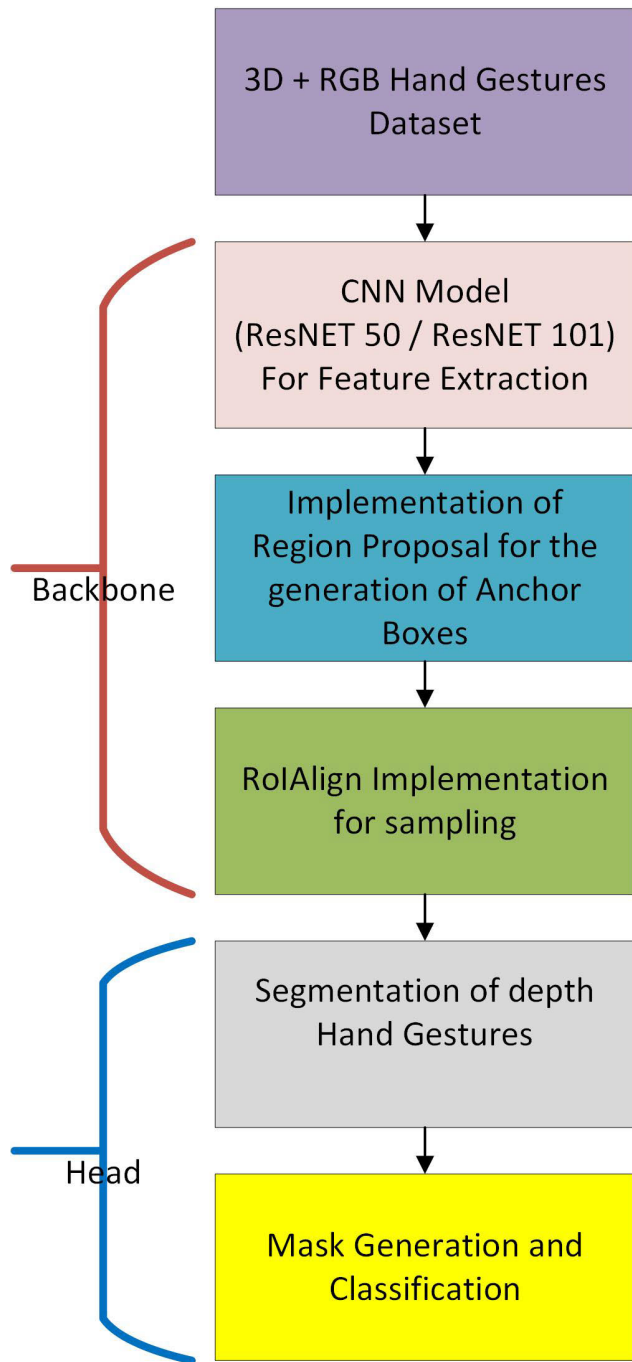 3D + RGB Hand Gestures
Dataset
CNN Model
(ResNET 50 / ResNET 101)
For Feature Extraction
Implementation of
Region Proposal for the
generation of Anchor
Boxes
Backbone
RoIAlign Implementation
for sampling
Segmentation of depth
Hand Gestures
Head
Mask Generation and
Classification